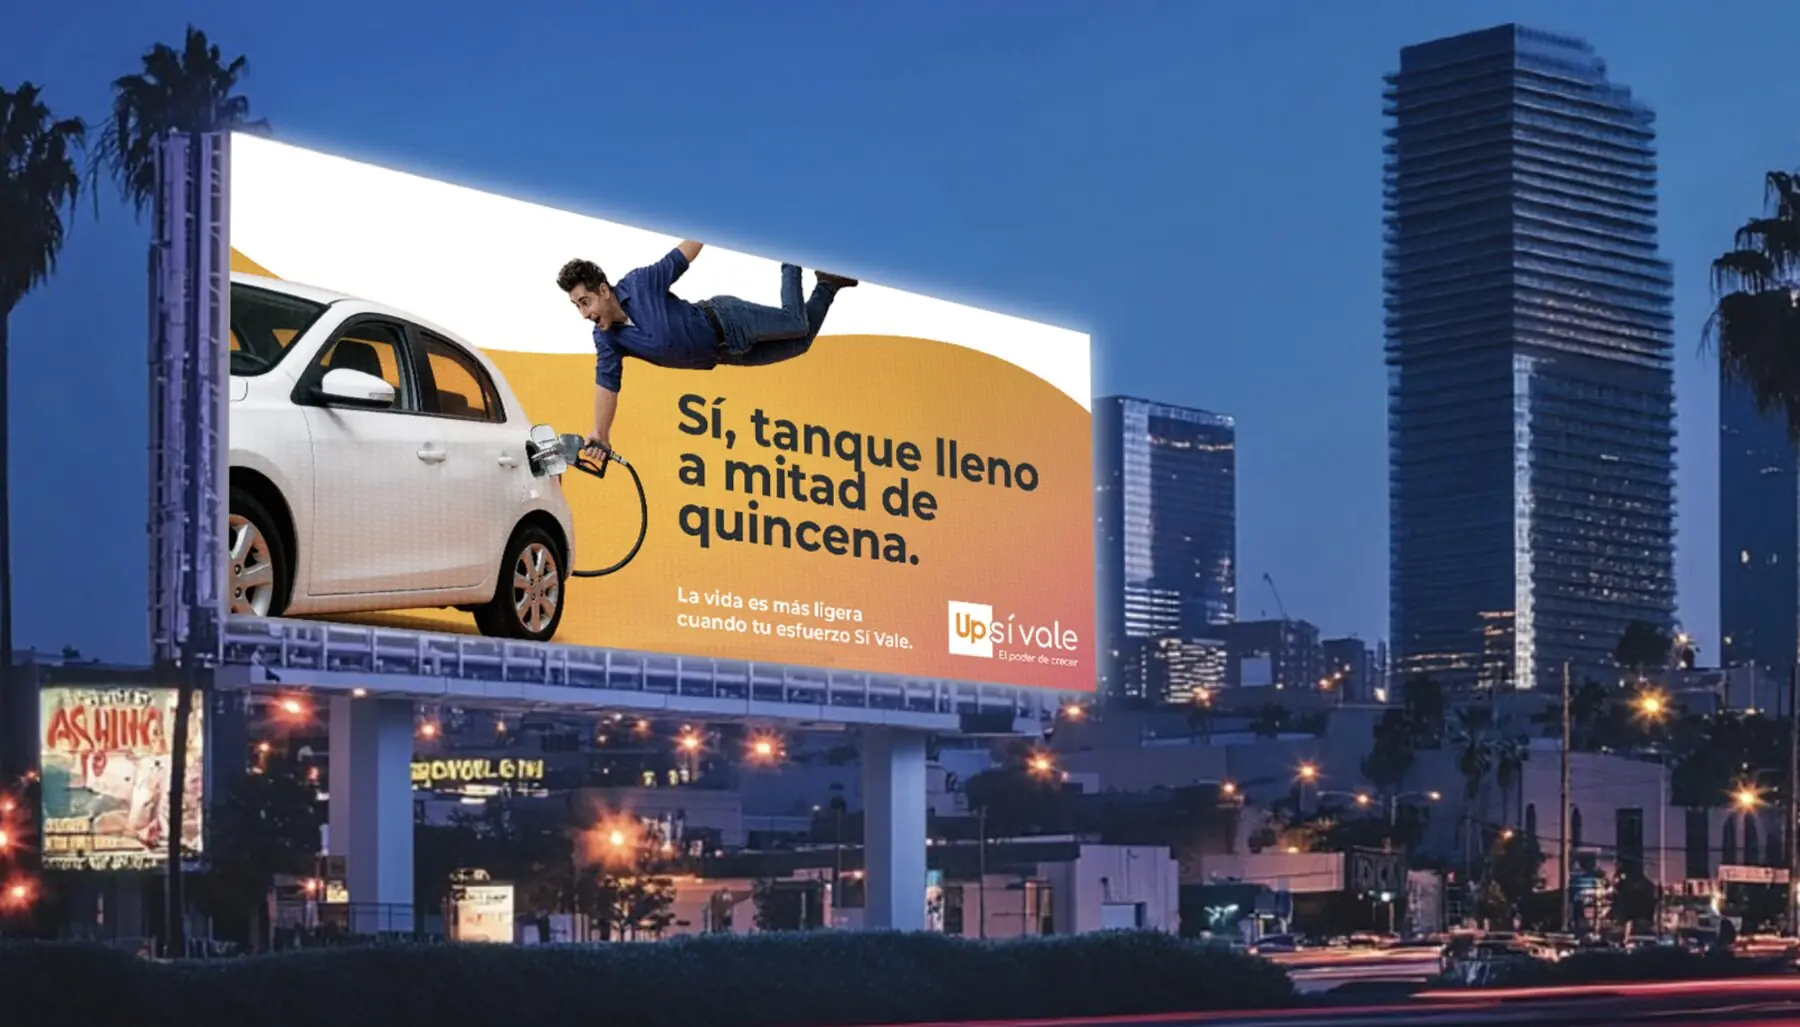 Sí, tanque lleno
a mitad de
quincena.
La vida es más ligera
cuando tu esfuerzo Sí Vale.
Up sí vale
El poder de crecer